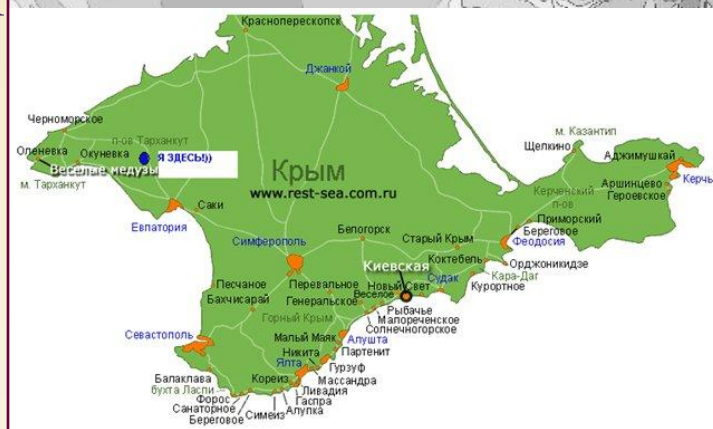 Красноперескопск
Джанкой
Черноморское
п-ов Тарханкут
Оленевка
Окуневка
Я ЗДЕСЬ!))
Веселые медузы
м. Тарханкут
Крым
www.rest-sea.com.ru
м. Казантип
Щелкино
Аджимушкай
Керчь
Аршинцево
Героевское
Керченский
п-ов
Саки
Евпатория
Приморский
Береговое
Феодосия
Белогорск
Старый Крым
Симферополь
Коктебель
Орджоникидзе
Киевская
Кара-Даг
Судак
Курортное
Песчаное
Перевальное
Новый Свет
Веселое
Бахчисарай
Генеральское
Рыбачье
Малореченское
Солнечногорское
Горный Крым
Севастополь
Малый Маяк
Алушта
Партенит
Никита
Ялта
Гурзуф
Массандра
Балаклава
Кореиз
Ливадия
бухта Ласпи
Гаспра
Форос
Алупка
Санаторное
Симеиз
Береговое